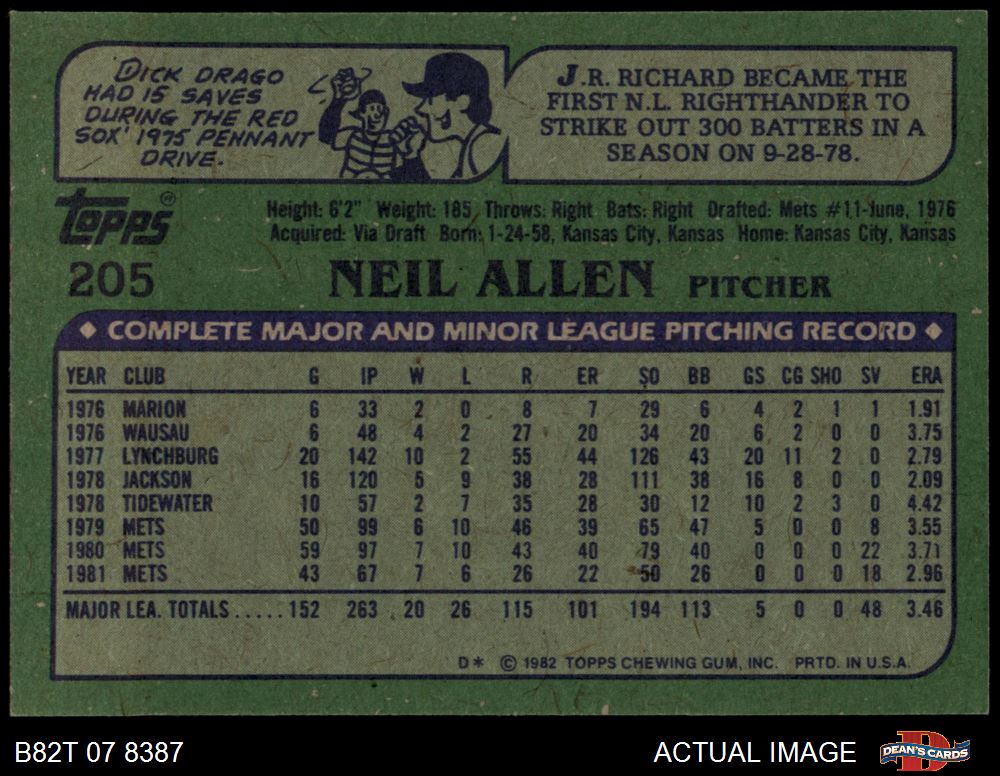 DICK DRAGO
HAD 15 SAVES
DURING THE RED
SOX' 1975 PENNANT
DRIVE.
J.R. RICHARD BECAME THE
FIRST N.L. RIGHTHANDER TO
STRIKE OUT 300 BATTERS IN A
SEASON ON 9-28-78.
TOPPS®
Height: 6'2" Weight: 185 Throws: Right Bats: Right Drafted: Mets #11-June, 1976
Acquired: Via Draft Born: 1-24-58, Kansas City, Kansas Home: Kansas City, Kansas
205 NEIL ALLEN PITCHER
◆ COMPLETE MAJOR AND MINOR LEAGUE PITCHING RECORD ◆
YEAR CLUB G IP W L R ER SO BB GS CG SHO SV ERA
1976 MARION 6 33 2 0 8 7 29 6 4 2 1 1 1.91
1976 WAUSAU 6 48 4 2 27 20 34 20 6 2 0 0 3.75
1977 LYNCHBURG 20 142 10 2 55 44 126 43 20 11 2 0 2.79
1978 JACKSON 16 120 5 9 38 28 111 38 16 8 0 0 2.09
1978 TIDEWATER 10 57 2 7 35 28 30 12 10 2 3 0 4.42
1979 METS 50 99 6 10 46 39 65 47 5 0 0 8 3.55
1980 METS 59 97 7 10 43 40 79 40 0 0 0 22 3.71
1981 METS 43 67 7 6 26 22 50 26 0 0 0 18 2.96
MAJOR LEA. TOTALS ..... 152 263 20 26 115 101 194 113 5 0 0 48 3.46
D* © 1982 TOPPS CHEWING GUM, INC. PRTD. IN U.S.A.
B82T 07 8387 ACTUAL IMAGE DEAN'S CARDS